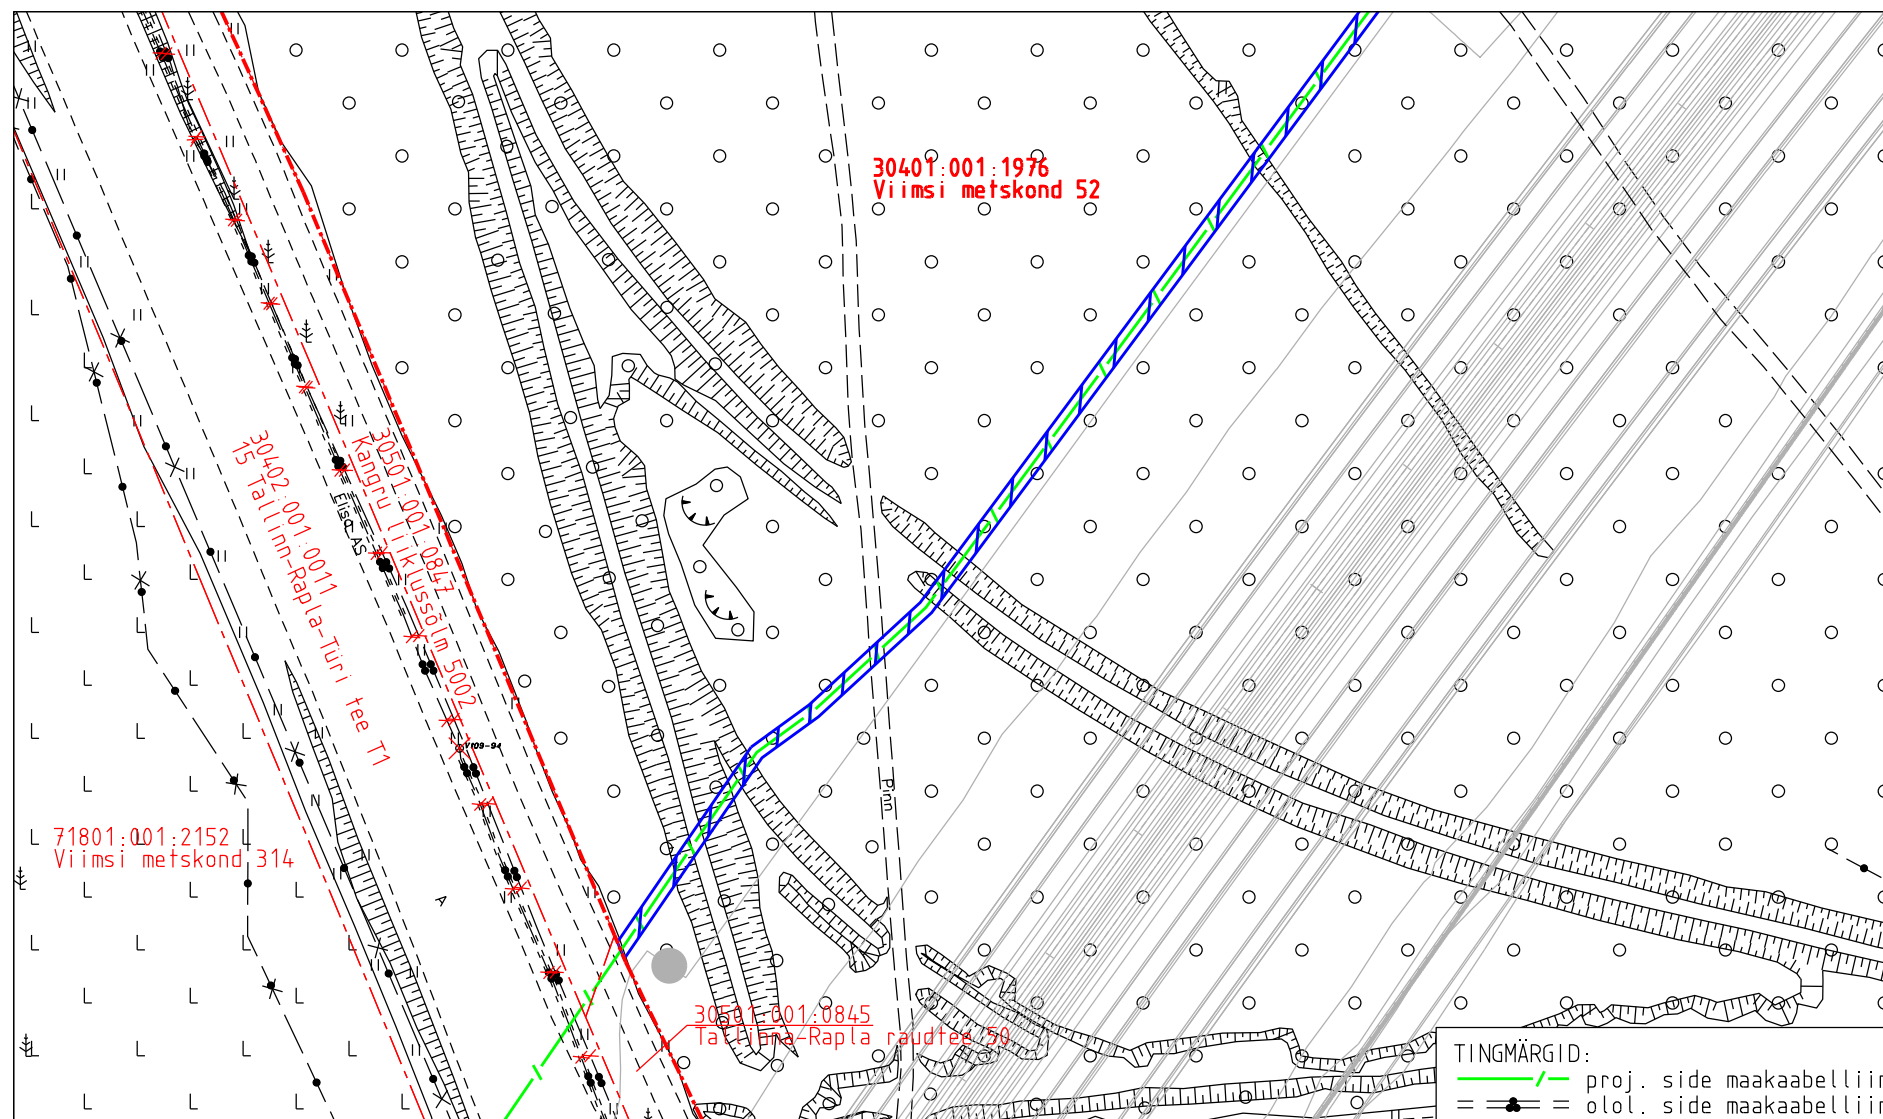 30401:001:1976
Viimsi metskond 52
30501:001:0847
Kangru liiklussõlm 5002
30402:001:0011
15 Tallinn-Rapla-Türi tee T1
Elisa AS
Vt09-94
Pinn
71801:001:2152
Viimsi metskond 314
A
30501:001:0845
Tallinna-Rapla raudtee 50
TINGMÄRGID:
proj. side maakaabelliin
olol. side maakaabelliin